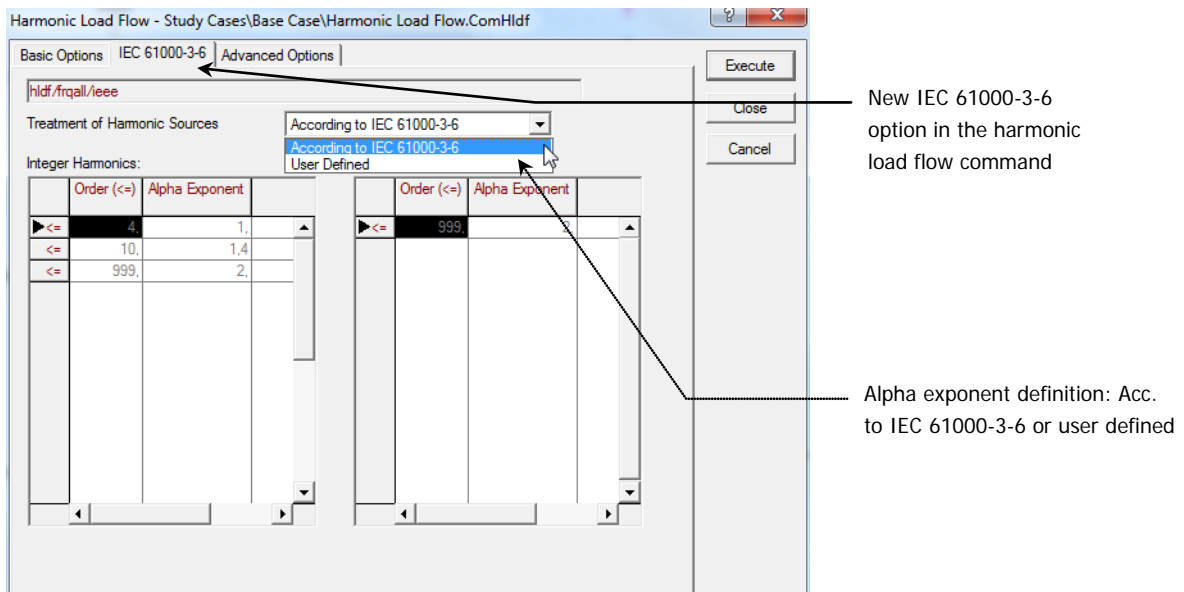 Harmonic Load Flow - Study Cases\Base Case\Harmonic Load Flow.ComHldf
? X
Basic Options IEC 61000-3-6 Advanced Options
Execute
hldf/frqall/ieee
Close
Treatment of Harmonic Sources According to IEC 61000-3-6
According to IEC 61000-3-6
Cancel
User Defined
Integer Harmonics:
Order (<=) Alpha Exponent Order (<=) Alpha Exponent
<= 4, 1, <= 999, 2,
<= 10, 1,4
<= 999, 2,
New IEC 61000-3-6
option in the harmonic
load flow command
Alpha exponent definition: Acc.
to IEC 61000-3-6 or user defined